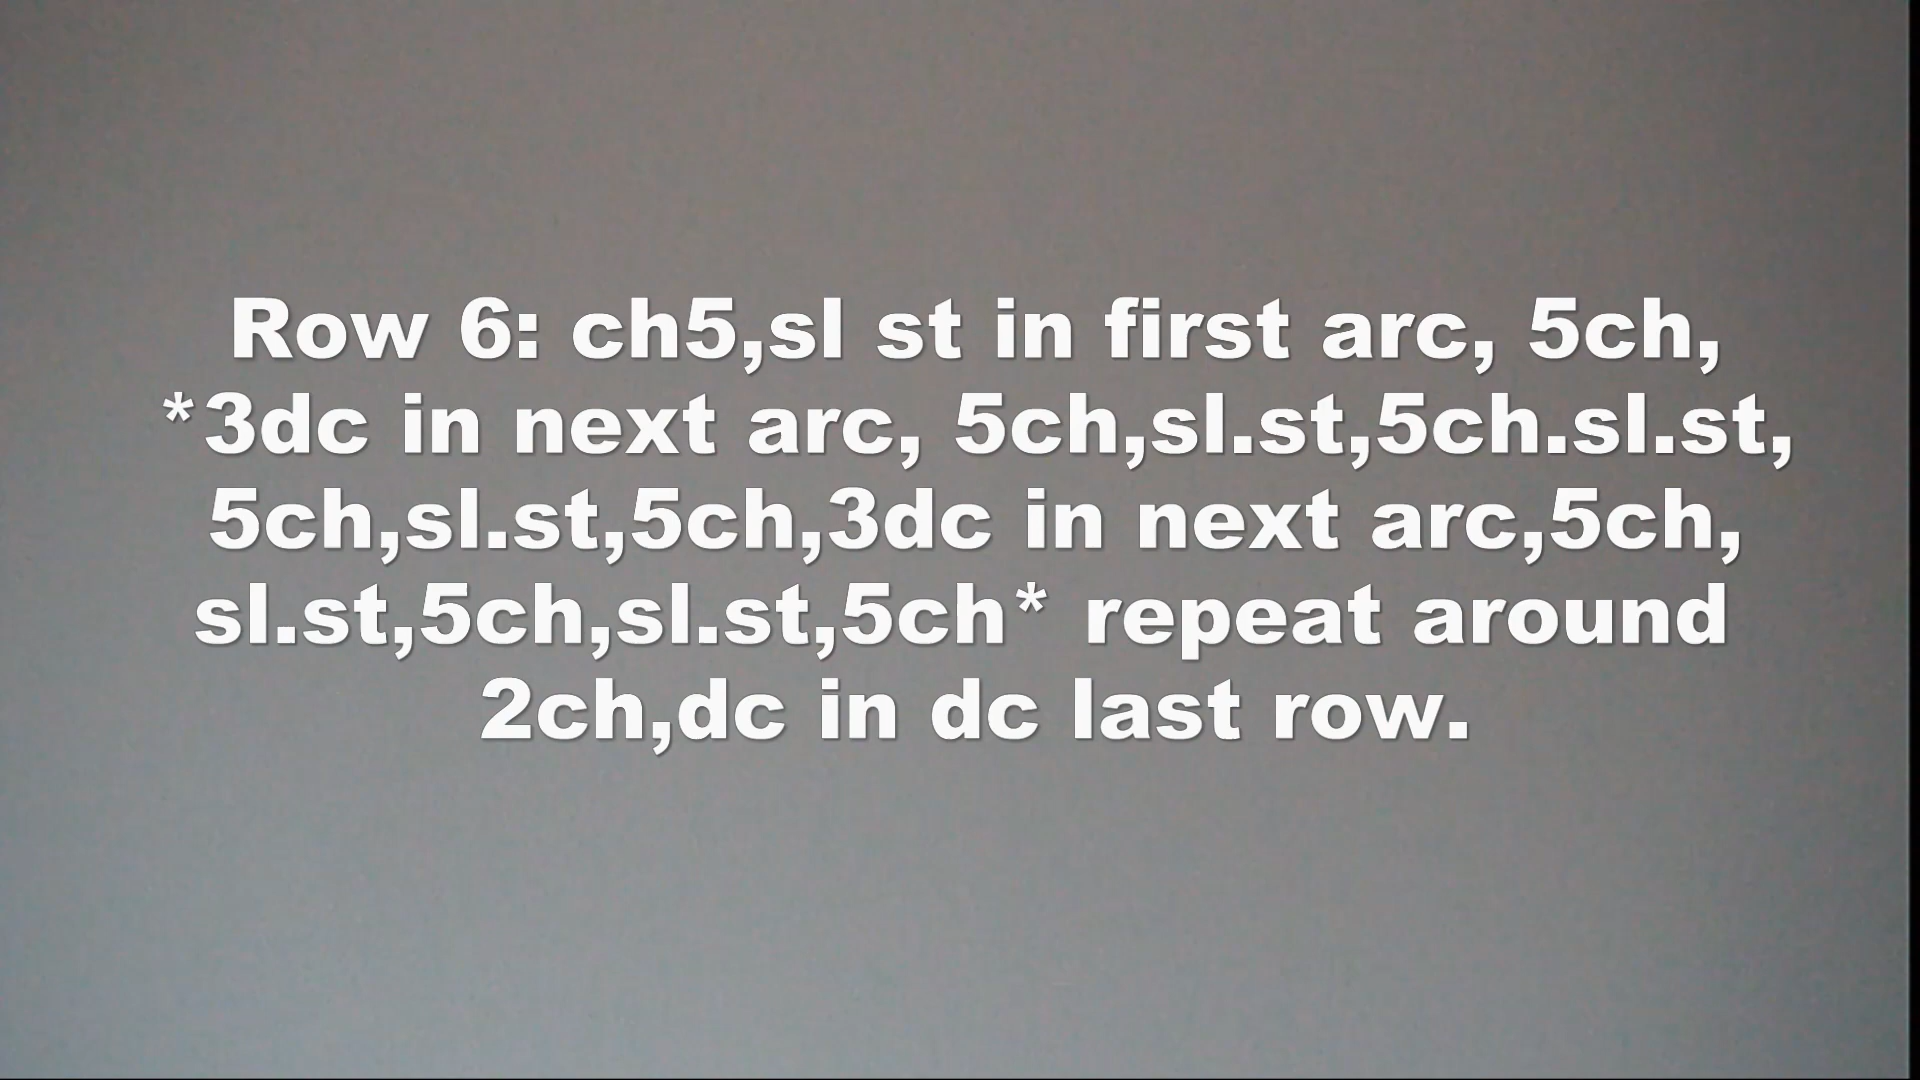 Row 6: ch5,sl st in first arc, 5ch,
*3dc in next arc, 5ch,sl.st,5ch.sl.st,
5ch,sl.st,5ch,3dc in next arc,5ch,
sl.st,5ch,sl.st,5ch* repeat around
2ch,dc in dc last row.